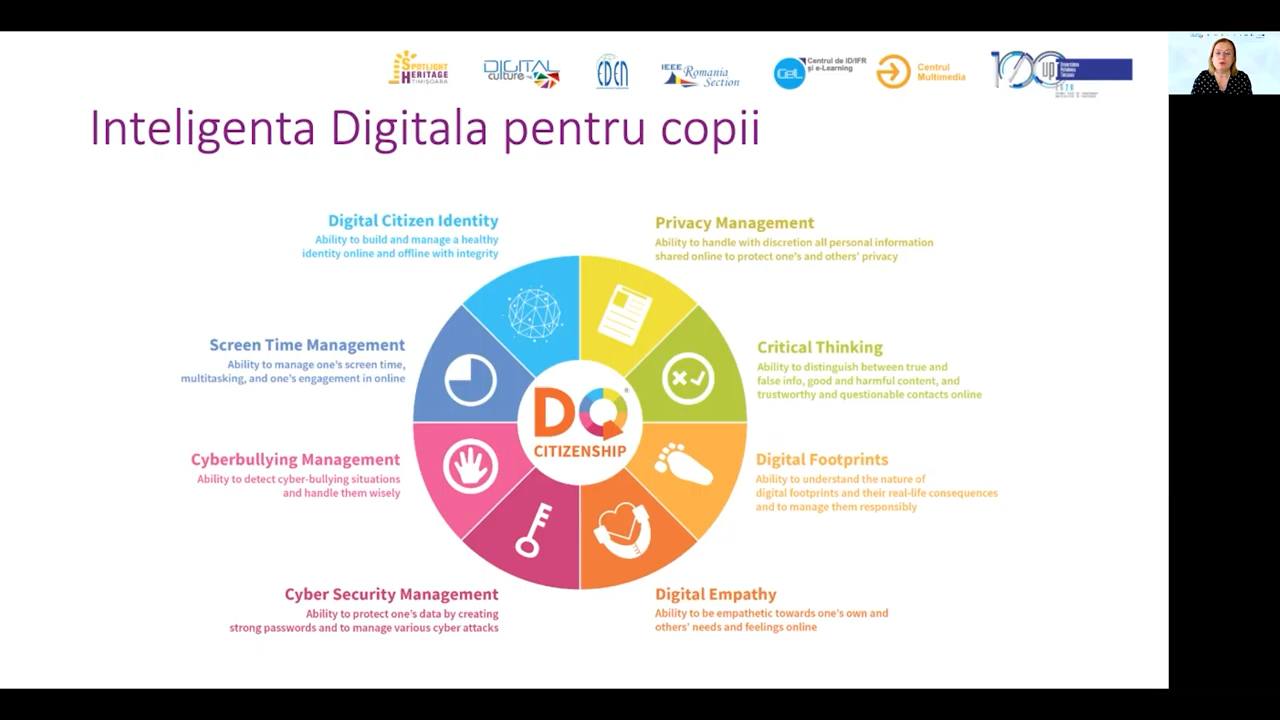 SPOTLIGHT
HERITAGE
TIMIȘOARA
DIGITAL
culture
EDEN
IEEE
Romania
Section
CeL
Centrul de ID/IFR
și e-Learning
Centrul
Multimedia
100
UP
Inteligenta Digitala pentru copii
Digital Citizen Identity
Ability to build and manage a healthy
identity online and offline with integrity
Privacy Management
Ability to handle with discretion all personal information
shared online to protect one's and others' privacy
Screen Time Management
Ability to manage one's screen time,
multitasking, and one's engagement in online
Critical Thinking
Ability to distinguish between true and
false info, good and harmful content, and
trustworthy and questionable contacts online
DQ
CITIZENSHIP
Cyberbullying Management
Ability to detect cyber-bullying situations
and handle them wisely
Digital Footprints
Ability to understand the nature of
digital footprints and their real-life consequences
and to manage them responsibly
Cyber Security Management
Ability to protect one's data by creating
strong passwords and to manage various cyber attacks
Digital Empathy
Ability to be empathetic towards one's own and
others' needs and feelings online